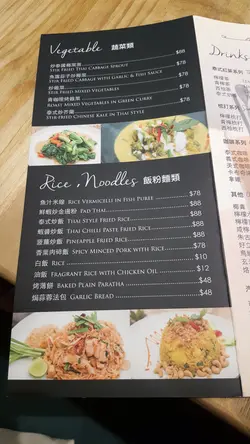 Vegetable 蔬菜類
炒泰國椰菜苗 $88
Stir Fried Thai Cabbage Sprout
魚露蒜子炒椰菜 $78
Stir Fried Cabbage with Garlic & Fish Sauce
炒雜菜 $78
Stir Fried Mixed Vegetables
青咖喱烤雜菜 $88
Roast Mixed Vegetables in Green Curry
泰式炒芥蘭 $78
Stir Fried Chinese Kale in Thai Style
Rice, Noodles 飯粉麵類
魚汁米線 Rice Vermicelli in Fish Puree $78
鮮蝦炒金邊粉 Pad Thai $88
泰式炒飯 Thai Style Fried Rice $88
蝦醬炒飯 Thai Chili Paste Fried Rice $88
菠蘿炒飯 Pineapple Fried Rice $88
香葉肉碎飯 Spicy Minced Pork with Rice $78
白飯 Rice $10
油飯 Fragrant Rice with Chicken Oil $12
烤薄餅 Baked Plain Paratha $48
焗蒜蓉法包 Garlic Bread $48
Drinks